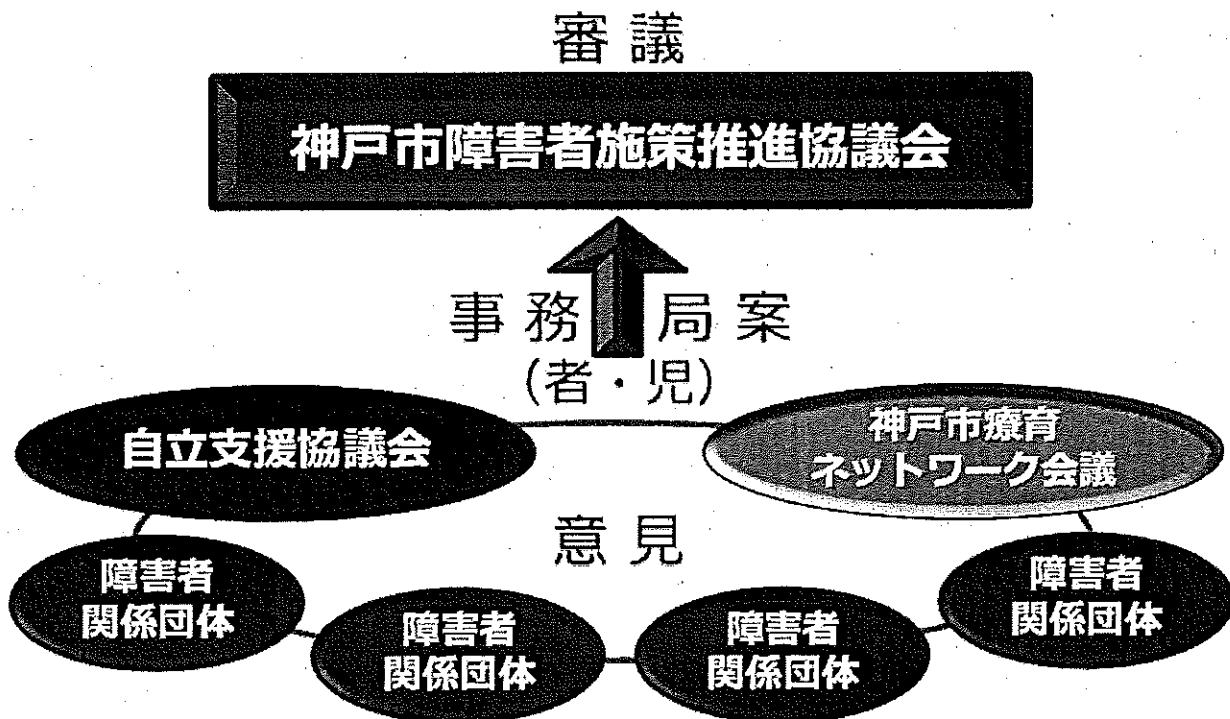 審議
神戸市障害者施策推進協議会
事務局案
(者・児)
自立支援協議会
神戸市療育
ネットワーク会議
意見
障害者
関係団体
障害者
関係団体
障害者
関係団体
障害者
関係団体